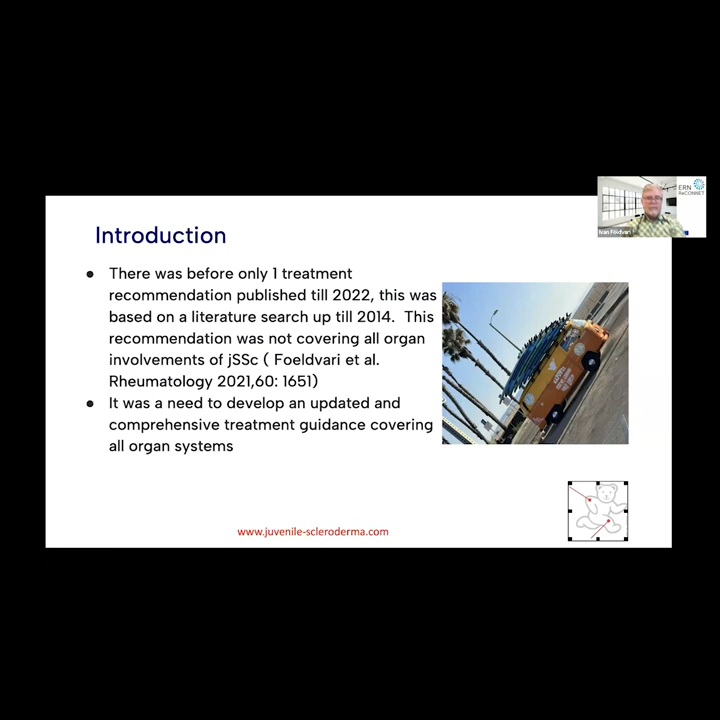 Introduction
● There was before only 1 treatment
recommendation published till 2022, this was
based on a literature search up till 2014. This
recommendation was not covering all organ
involvements of jSSc ( Foeldvari et al.
Rheumatology 2021,60: 1651)
● It was a need to develop an updated and
comprehensive treatment guidance covering
all organ systems
www.juvenile-scleroderma.com
ERN
ReCONNET
Ivan Foeldvari